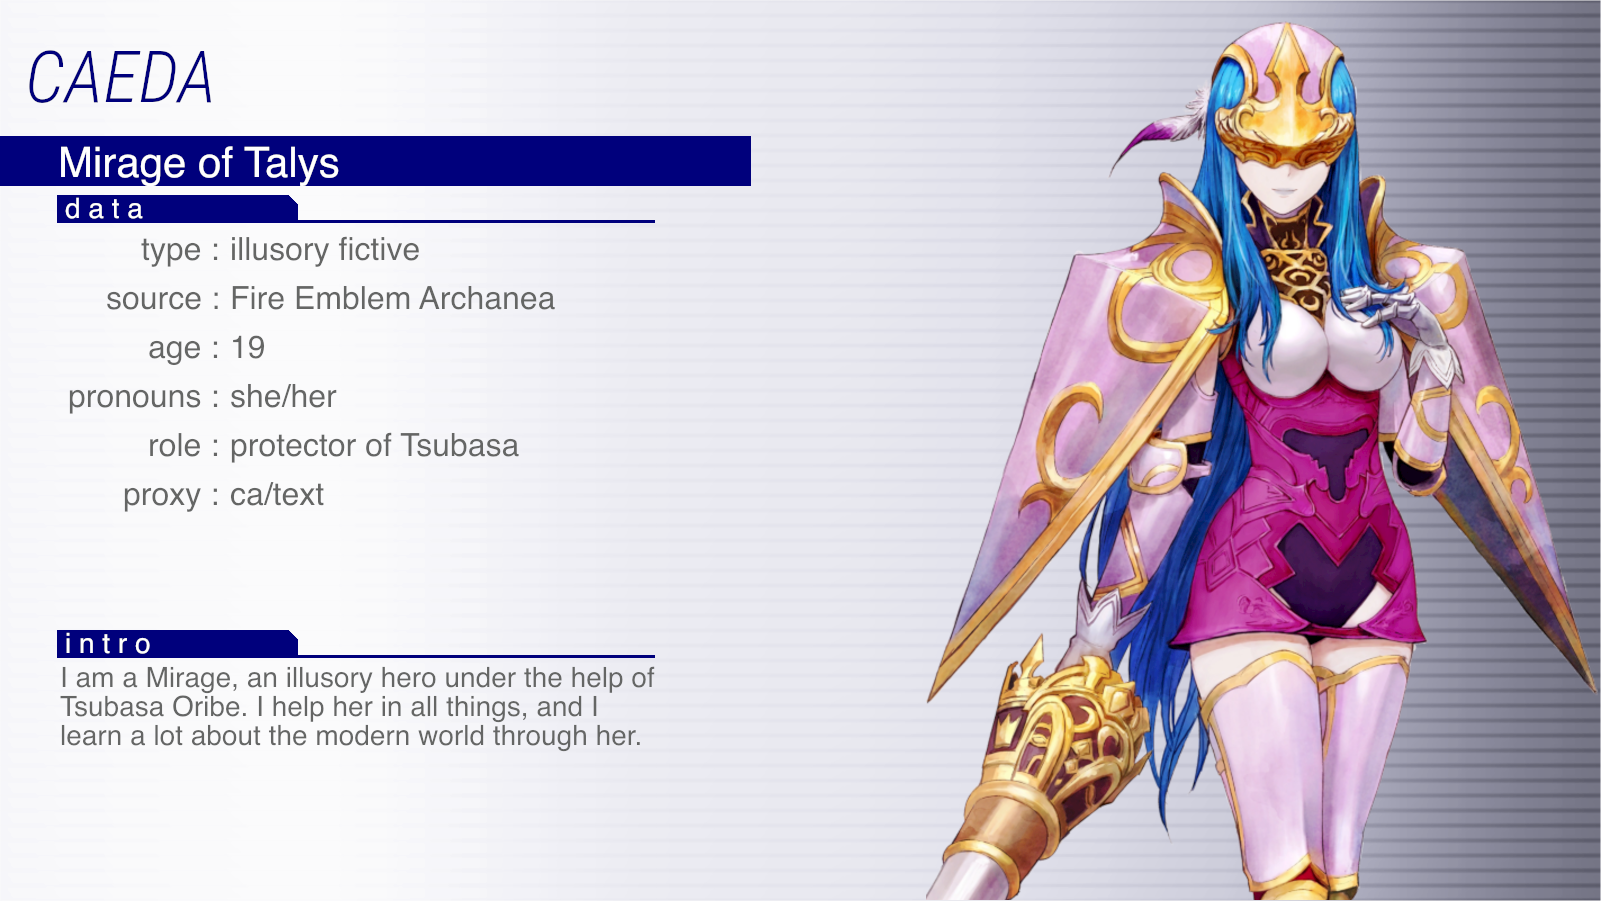 CAEDA
Mirage of Talys
data
type : illusory fictive
source : Fire Emblem Archanea
age : 19
pronouns : she/her
role : protector of Tsubasa
proxy : ca/text
intro
I am a Mirage, an illusory hero under the help of
Tsubasa Oribe. I help her in all things, and I
learn a lot about the modern world through her.